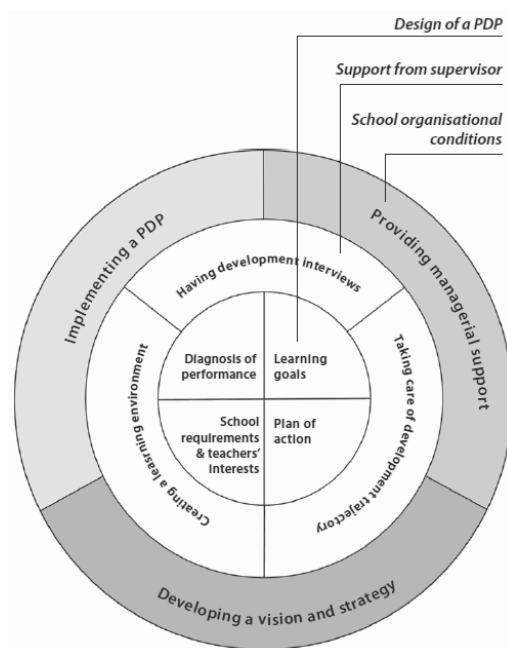 Design of a PDP
Support from supervisor
School organisational
conditions
Implementing a PDP
Providing managerial support
Having development interviews
Creating a leasrning environment
Taking care of development trajectory
Diagnosis of
performance
Learning
goals
School
requirements
& teachers'
interests
Plan of
action
Developing a vision and strategy